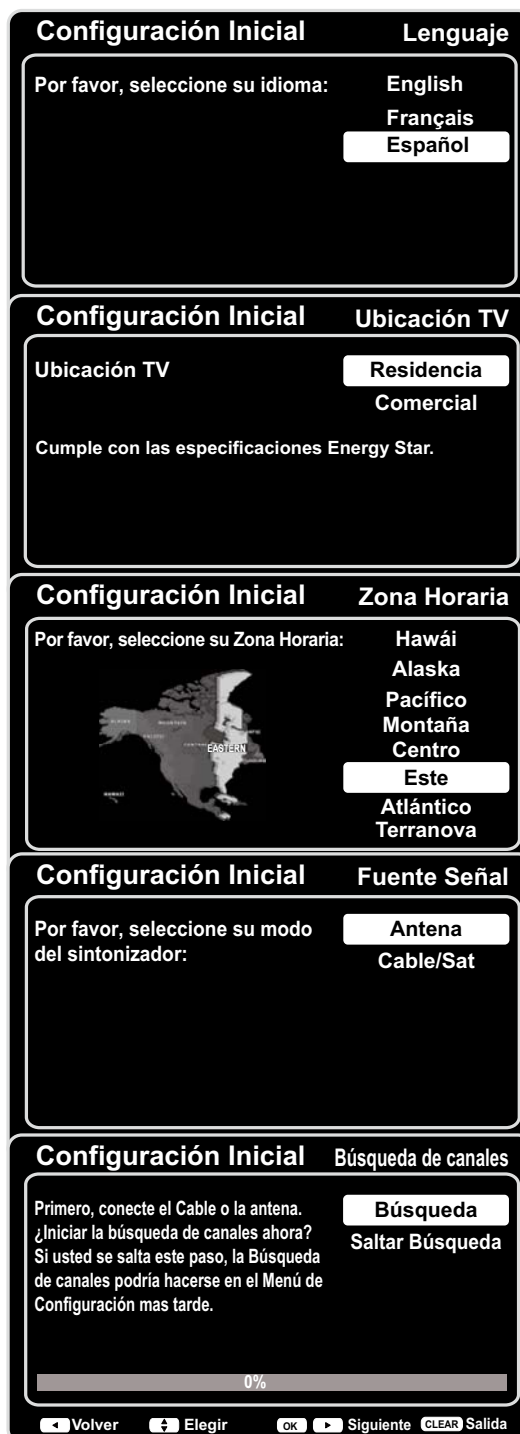 Configuración Inicial Lenguaje
Por favor, seleccione su idioma: English
Français
Español
Configuración Inicial Ubicación TV
Ubicación TV Residencia
Comercial
Cumple con las especificaciones Energy Star.
Configuración Inicial Zona Horaria
Por favor, seleccione su Zona Horaria: Hawái
Alaska
Pacífico
Montaña
Centro
Este
Atlántico
Terranova
ALASKA
MOUNTAIN
PACIFIC
EASTERN
HAWAII
Configuración Inicial Fuente Señal
Por favor, seleccione su modo Antena
del sintonizador: Cable/Sat
Configuración Inicial Búsqueda de canales
Primero, conecte el Cable o la antena. Búsqueda
¿Iniciar la búsqueda de canales ahora? Saltar Búsqueda
Si usted se salta este paso, la Búsqueda
de canales podría hacerse en el Menú de
Configuración mas tarde.
0%
Volver Elegir OK Siguiente CLEAR Salida